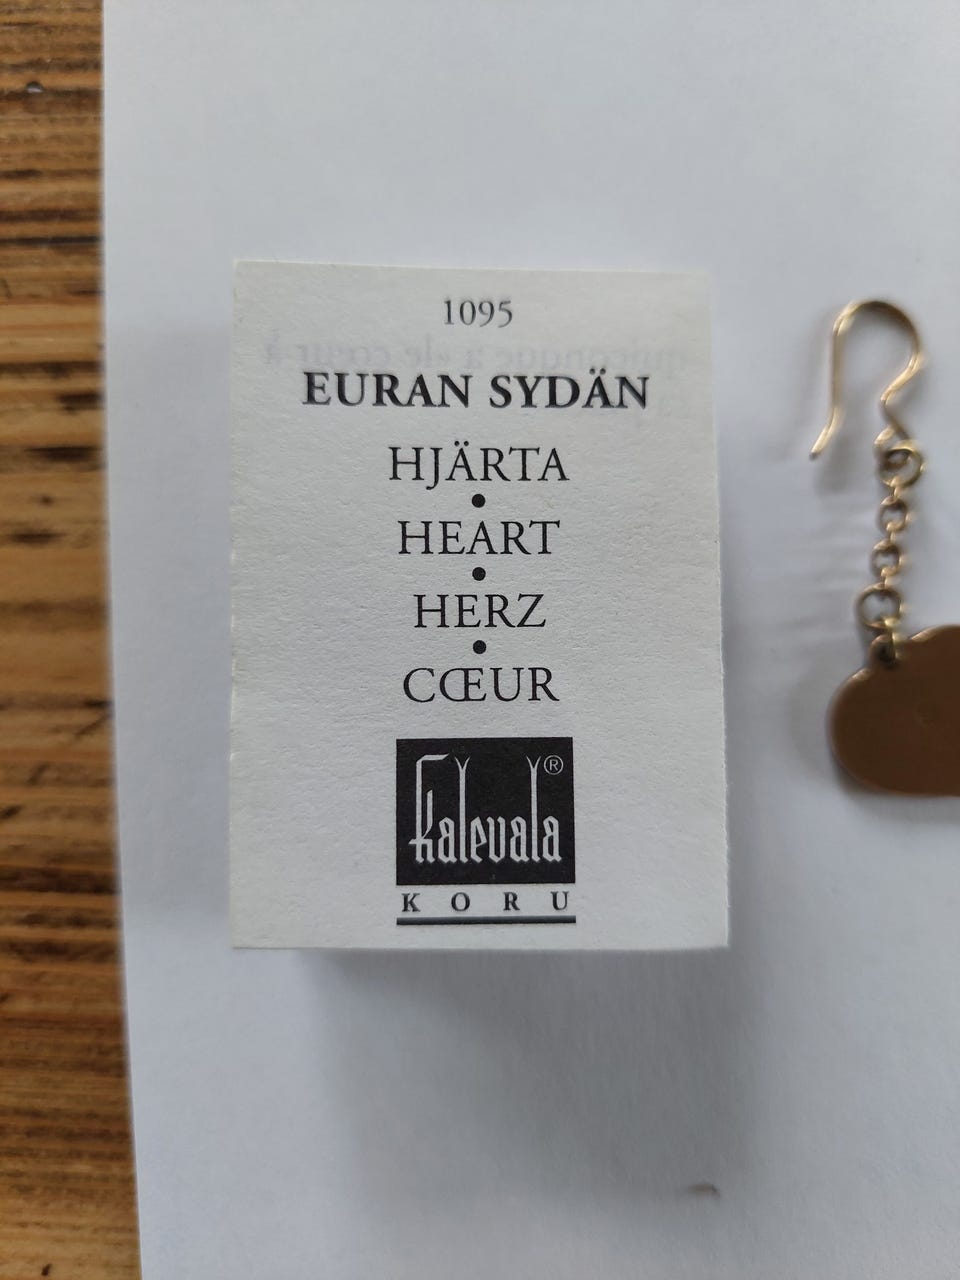 1095
EURAN SYDÄN
HJÄRTA
•
HEART
•
HERZ
•
CŒUR
Kalevala®
KORU